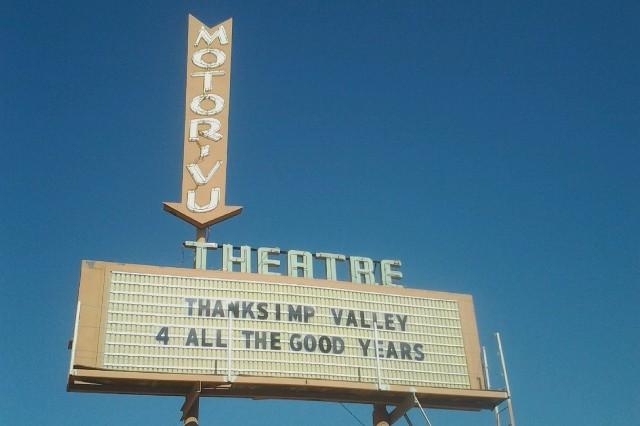 MOTOR-VU
THEATRE
THANKS IMP VALLEY
4 ALL THE GOOD YEARS